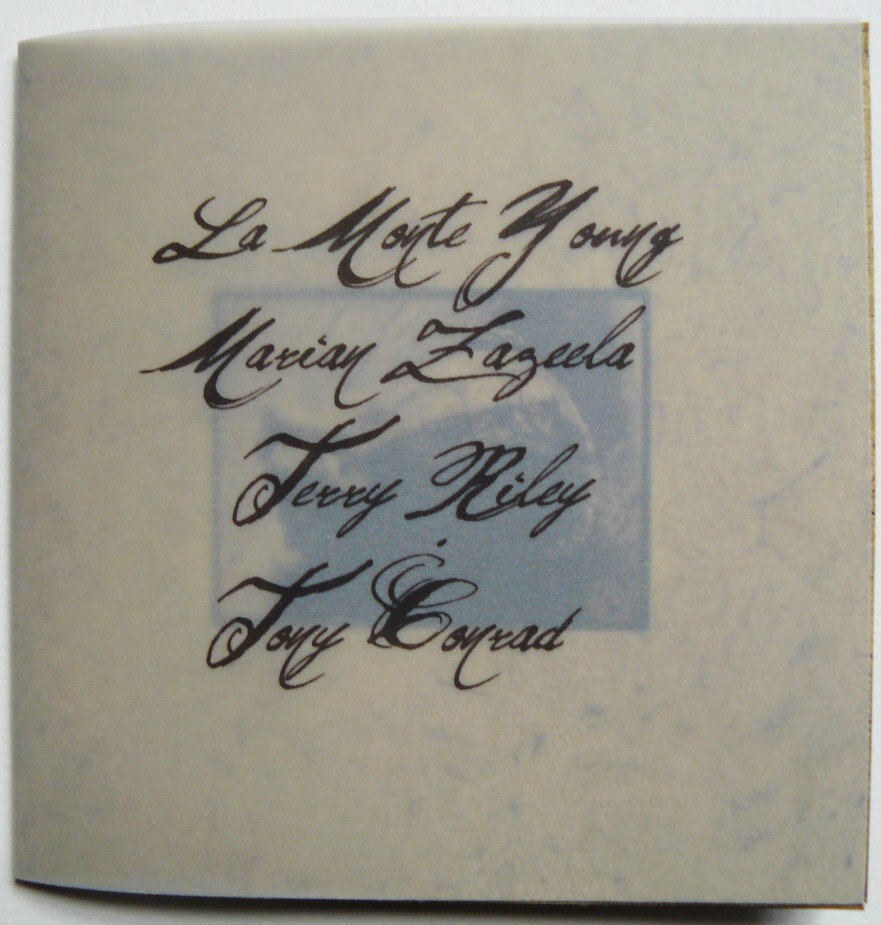 La Monte Young
Marian Zazeela
Terry Riley
Tony Conrad